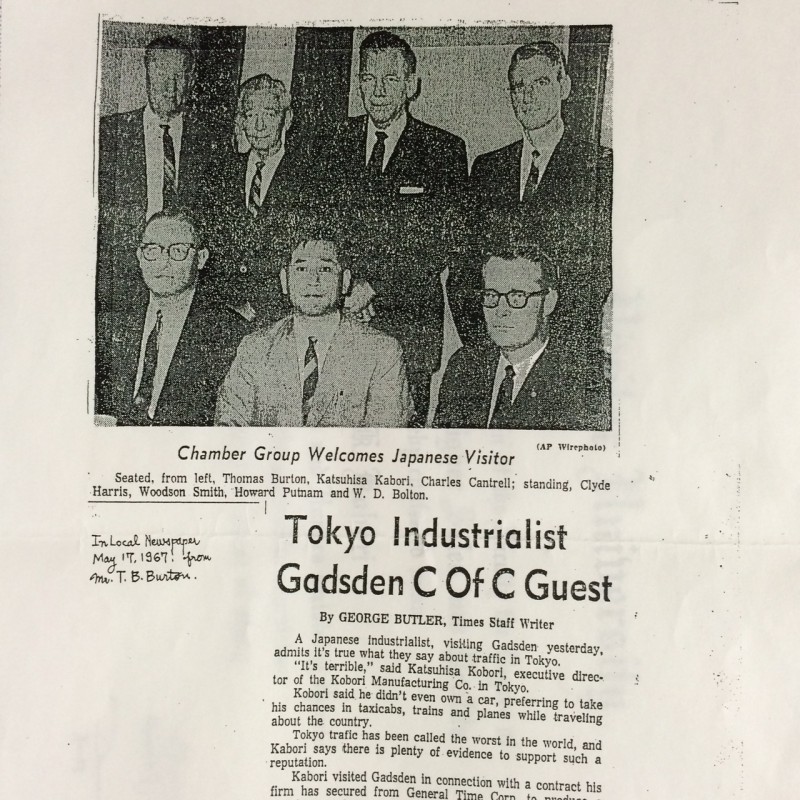 (AP Wirephoto)
Chamber Group Welcomes Japanese Visitor
Seated, from left, Thomas Burton, Katsuhisa Kabori, Charles Cantrell; standing, Clyde
Harris, Woodson Smith, Howard Putnam and W. D. Bolton.
In Local Newspaper
May 17, 1967. from
Mr. T. B. Burton.
Tokyo Industrialist
Gadsden C Of C Guest
By GEORGE BUTLER, Times Staff Writer
A Japanese industrialist, visiting Gadsden yesterday,
admits it's true what they say about traffic in Tokyo.
"It's terrible," said Katsuhisa Kobori, executive direc-
tor of the Kobori Manufacturing Co. in Tokyo.
Kobori said he didn't even own a car, preferring to take
his chances in taxicabs, trains and planes while traveling
about the country.
Tokyo trafic has been called the worst in the world, and
Kabori says there is plenty of evidence to support such a
reputation.
Kabori visited Gadsden in connection with a contract his
firm has secured from General Time Corp. to produce a